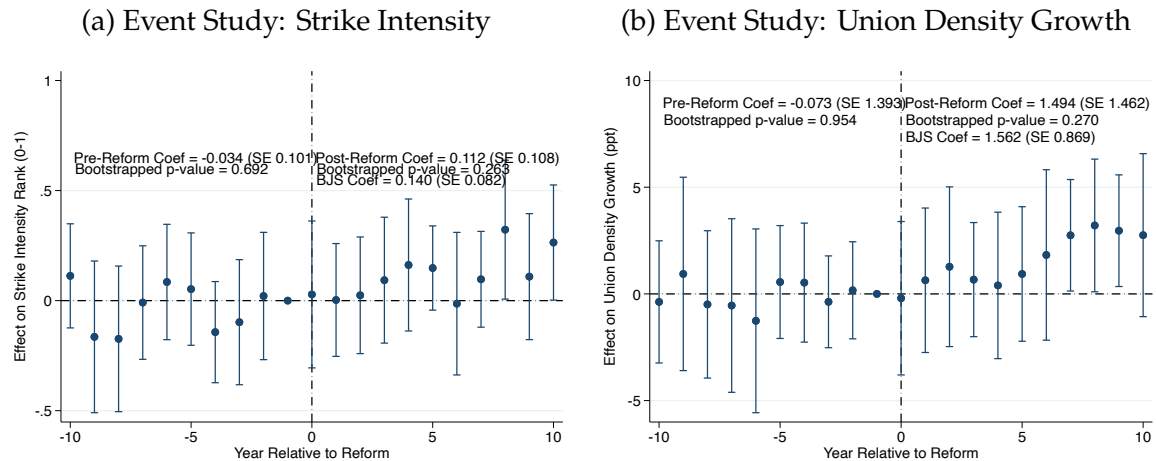 (a) Event Study: Strike Intensity
1
.5
0
-.5
Effect on Strike Intensity Rank (0-1)
Pre-Reform Coef = -0.034 (SE 0.101)
Bootstrapped p-value = 0.692
Post-Reform Coef = 0.112 (SE 0.108)
Bootstrapped p-value = 0.263
BJS Coef = 0.140 (SE 0.082)
-10 -5 0 5 10
Year Relative to Reform
(b) Event Study: Union Density Growth
10
5
0
-5
Effect on Union Density Growth (ppt)
Pre-Reform Coef = -0.073 (SE 1.393)
Bootstrapped p-value = 0.954
Post-Reform Coef = 1.494 (SE 1.462)
Bootstrapped p-value = 0.270
BJS Coef = 1.562 (SE 0.869)
-10 -5 0 5 10
Year Relative to Reform